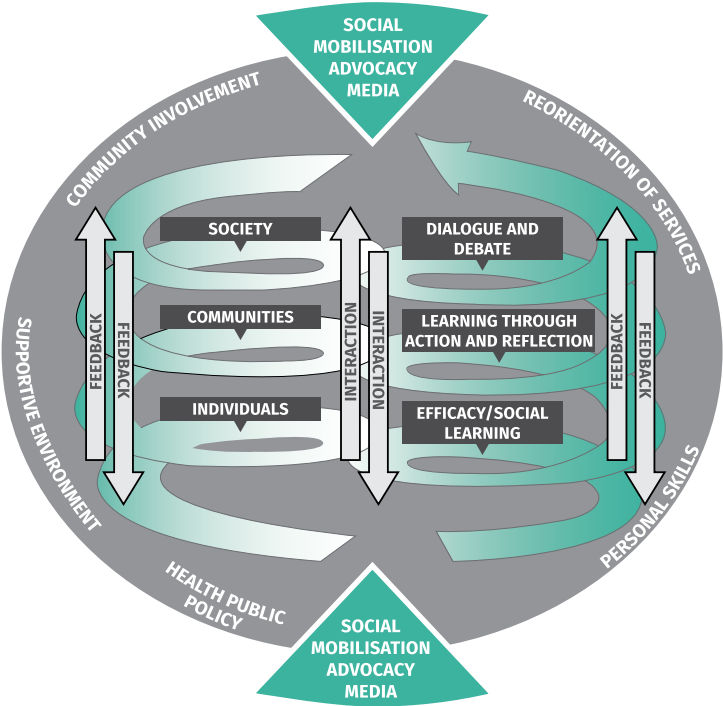 SOCIAL
MOBILISATION
ADVOCACY
MEDIA
COMMUNITY INVOLVEMENT
REORIENTATION OF SERVICES
SOCIETY
DIALOGUE AND
DEBATE
COMMUNITIES
LEARNING THROUGH
ACTION AND REFLECTION
INDIVIDUALS
EFFICACY/SOCIAL
LEARNING
FEEDBACK
FEEDBACK
INTERACTION
INTERACTION
FEEDBACK
FEEDBACK
SUPPORTIVE ENVIRONMENT
PERSONAL SKILLS
HEALTH PUBLIC
POLICY
SOCIAL
MOBILISATION
ADVOCACY
MEDIA